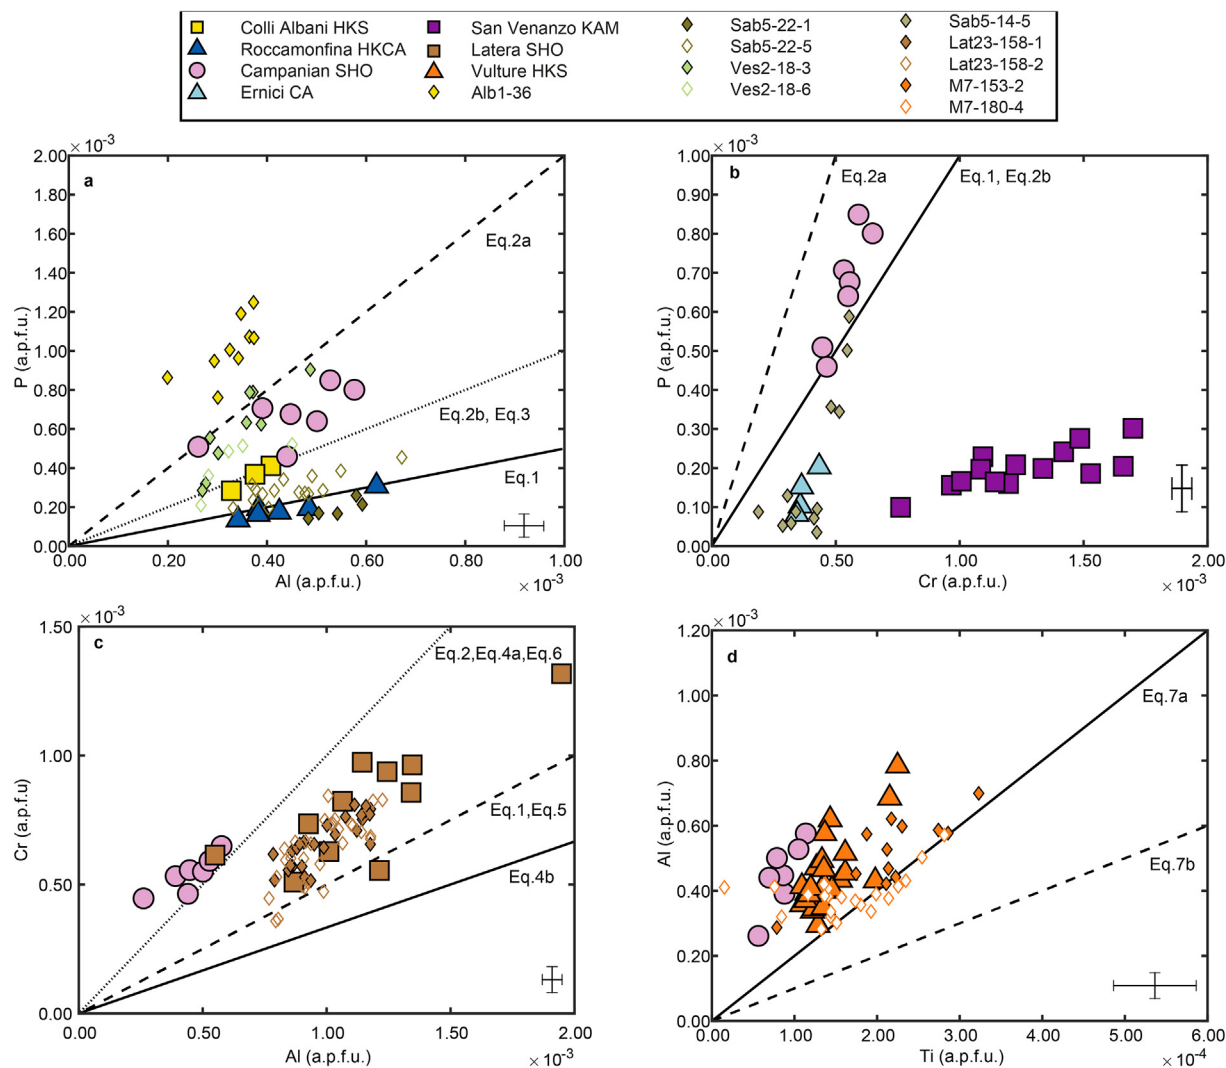 Colli Albani HKS
Roccamonfina HKCA
Campanian SHO
Ernici CA
San Venanzo KAM
Latera SHO
Vulture HKS
Alb1-36
Sab5-22-1
Sab5-22-5
Ves2-18-3
Ves2-18-6
Sab5-14-5
Lat23-158-1
Lat23-158-2
M7-153-2
M7-180-4
× 10⁻³
2.00
1.80
1.60
1.40
1.20
1.00
0.80
0.60
0.40
0.20
0.00
P (a.p.f.u.)
a
Eq.2a
Eq.2b, Eq.3
Eq.1
0.00
0.20
0.40
0.60
0.80
1.00
Al (a.p.f.u.)
× 10⁻³
× 10⁻³
1.00
0.90
0.80
0.70
0.60
0.50
0.40
0.30
0.20
0.10
0.00
P (a.p.f.u.)
b
Eq.2a
Eq.1, Eq.2b
0.00
0.50
1.00
1.50
2.00
Cr (a.p.f.u.)
× 10⁻³
× 10⁻³
1.50
1.00
0.50
0.00
Cr (a.p.f.u)
c
Eq.2,Eq.4a,Eq.6
Eq.1,Eq.5
Eq.4b
0.00
0.50
1.00
1.50
2.00
Al (a.p.f.u.)
× 10⁻³
× 10⁻³
1.20
1.00
0.80
0.60
0.40
0.20
0.00
Al (a.p.f.u.)
d
Eq.7a
Eq.7b
0.00
1.00
2.00
3.00
4.00
5.00
6.00
Ti (a.p.f.u.)
× 10⁻⁴